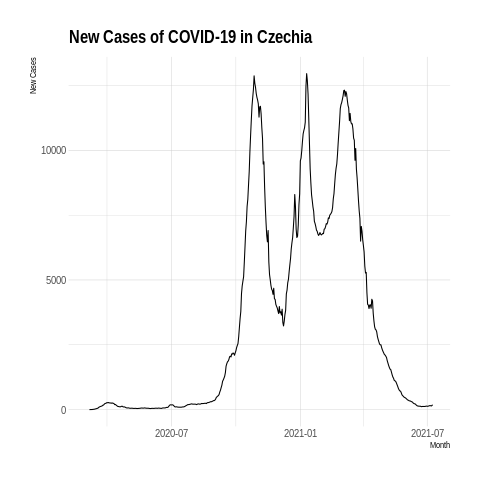 New Cases of COVID-19 in Czechia
New Cases
10000
5000
0
2020-07
2021-01
2021-07
Month